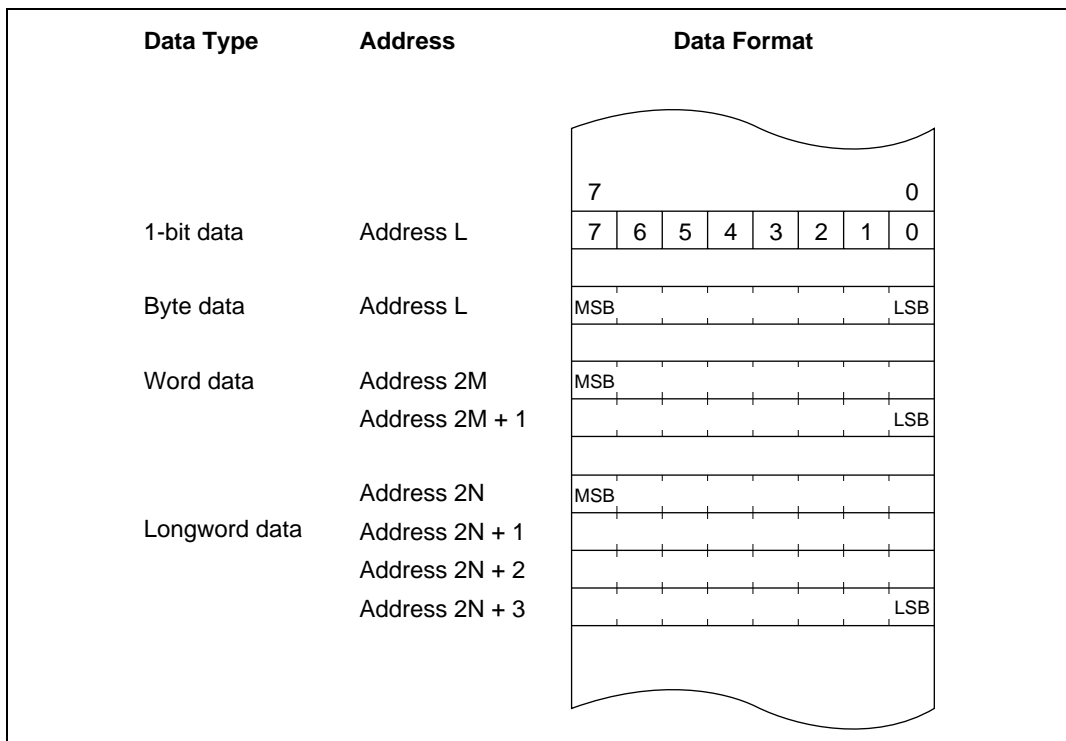 Data Type Address Data Format
7 0
1-bit data Address L 7 6 5 4 3 2 1 0
Byte data Address L MSB LSB
Word data Address 2M MSB
Address 2M + 1 LSB
Address 2N MSB
Longword data Address 2N + 1
Address 2N + 2
Address 2N + 3 LSB